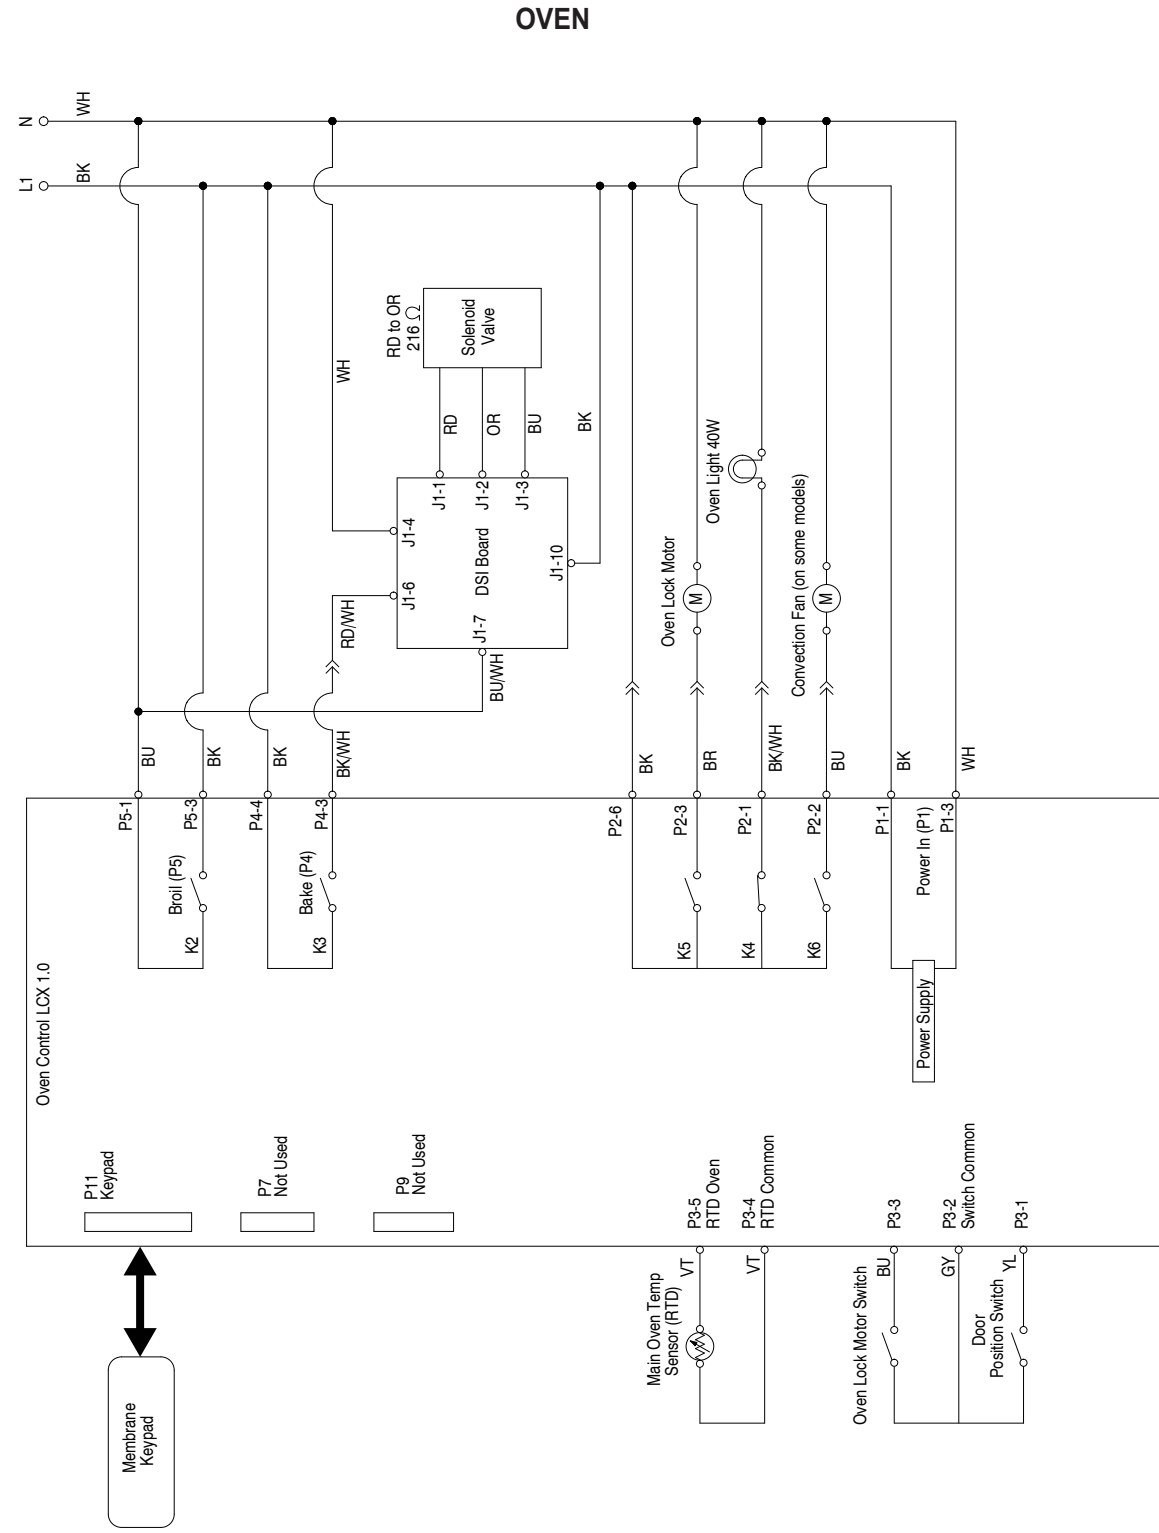 OVEN
N
WH
L1
BK
RD to OR
216 Ω
Solenoid
Valve
WH
RD
OR
BU
BK
J1-1
J1-2
J1-3
J1-4
J1-6
DSI Board
J1-10
J1-7
RD/WH
BU/WH
Oven Light 40W
Oven Lock Motor
M
Convection Fan (on some models)
M
BU
BK
BK
BK/WH
BK
BR
BK/WH
BU
BK
WH
P5-1
P5-3
P4-4
P4-3
P2-6
P2-3
P2-1
P2-2
P1-1
Power In (P1)
P1-3
Broil (P5)
K2
Bake (P4)
K3
K5
K4
K6
Power Supply
Oven Control LCX 1.0
P11
Keypad
P7
Not Used
P9
Not Used
P3-5
RTD Oven
P3-4
RTD Common
P3-3
P3-2
Switch Common
P3-1
VT
VT
BU
GY
YL
Main Oven Temp
Sensor (RTD)
Oven Lock Motor Switch
Door
Position Switch
Membrane
Keypad